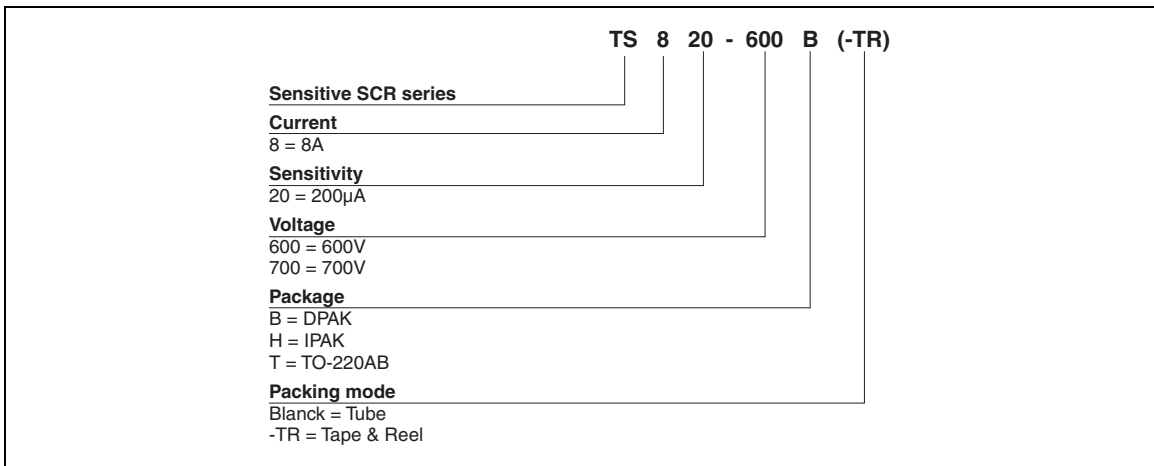 TS 8 20 - 600 B (-TR)
Sensitive SCR series
Current
8 = 8A
Sensitivity
20 = 200µA
Voltage
600 = 600V
700 = 700V
Package
B = DPAK
H = IPAK
T = TO-220AB
Packing mode
Blanck = Tube
-TR = Tape & Reel